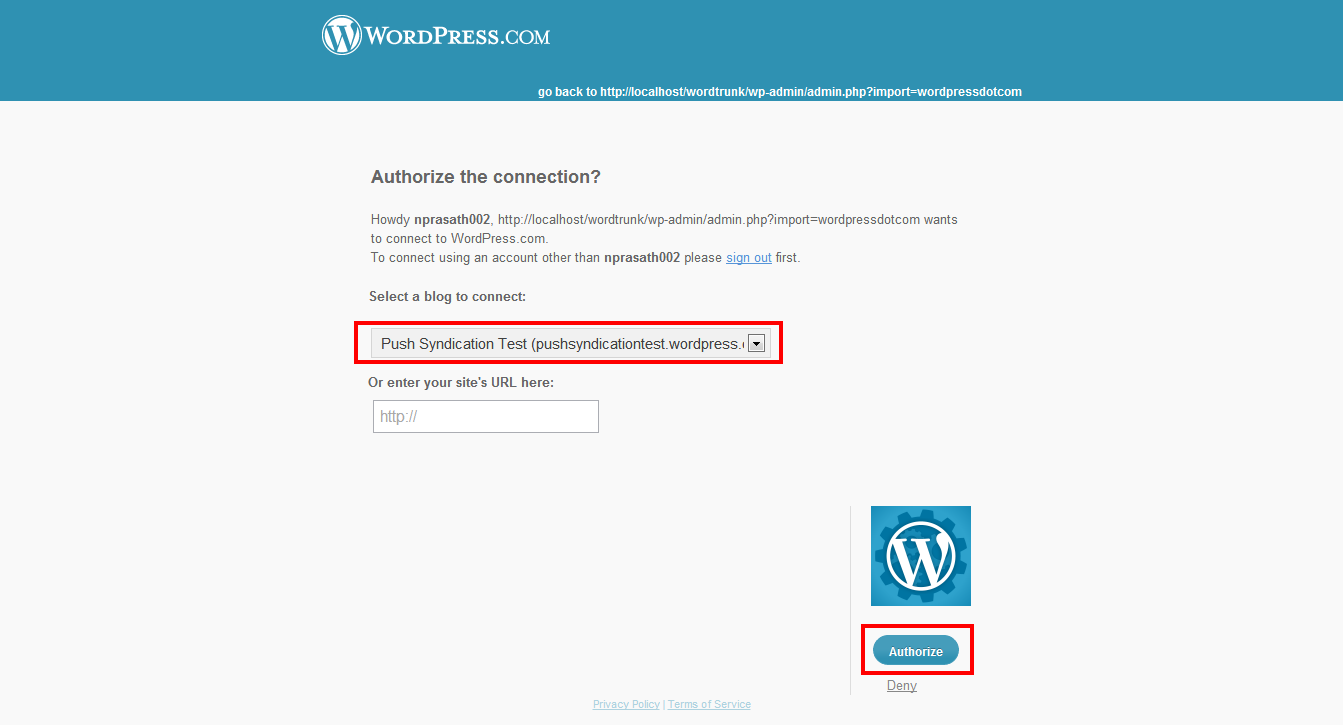 WORDPRESS.COM
go back to http://localhost/wordtrunk/wp-admin/admin.php?import=wordpressdotcom
Authorize the connection?
Howdy nprasath002, http://localhost/wordtrunk/wp-admin/admin.php?import=wordpressdotcom wants
to connect to WordPress.com.
To connect using an account other than nprasath002 please sign out first.
Select a blog to connect:
Push Syndication Test (pushsyndicationtest.wordpress.
Or enter your site's URL here:
http://
Authorize
Deny
Privacy Policy | Terms of Service